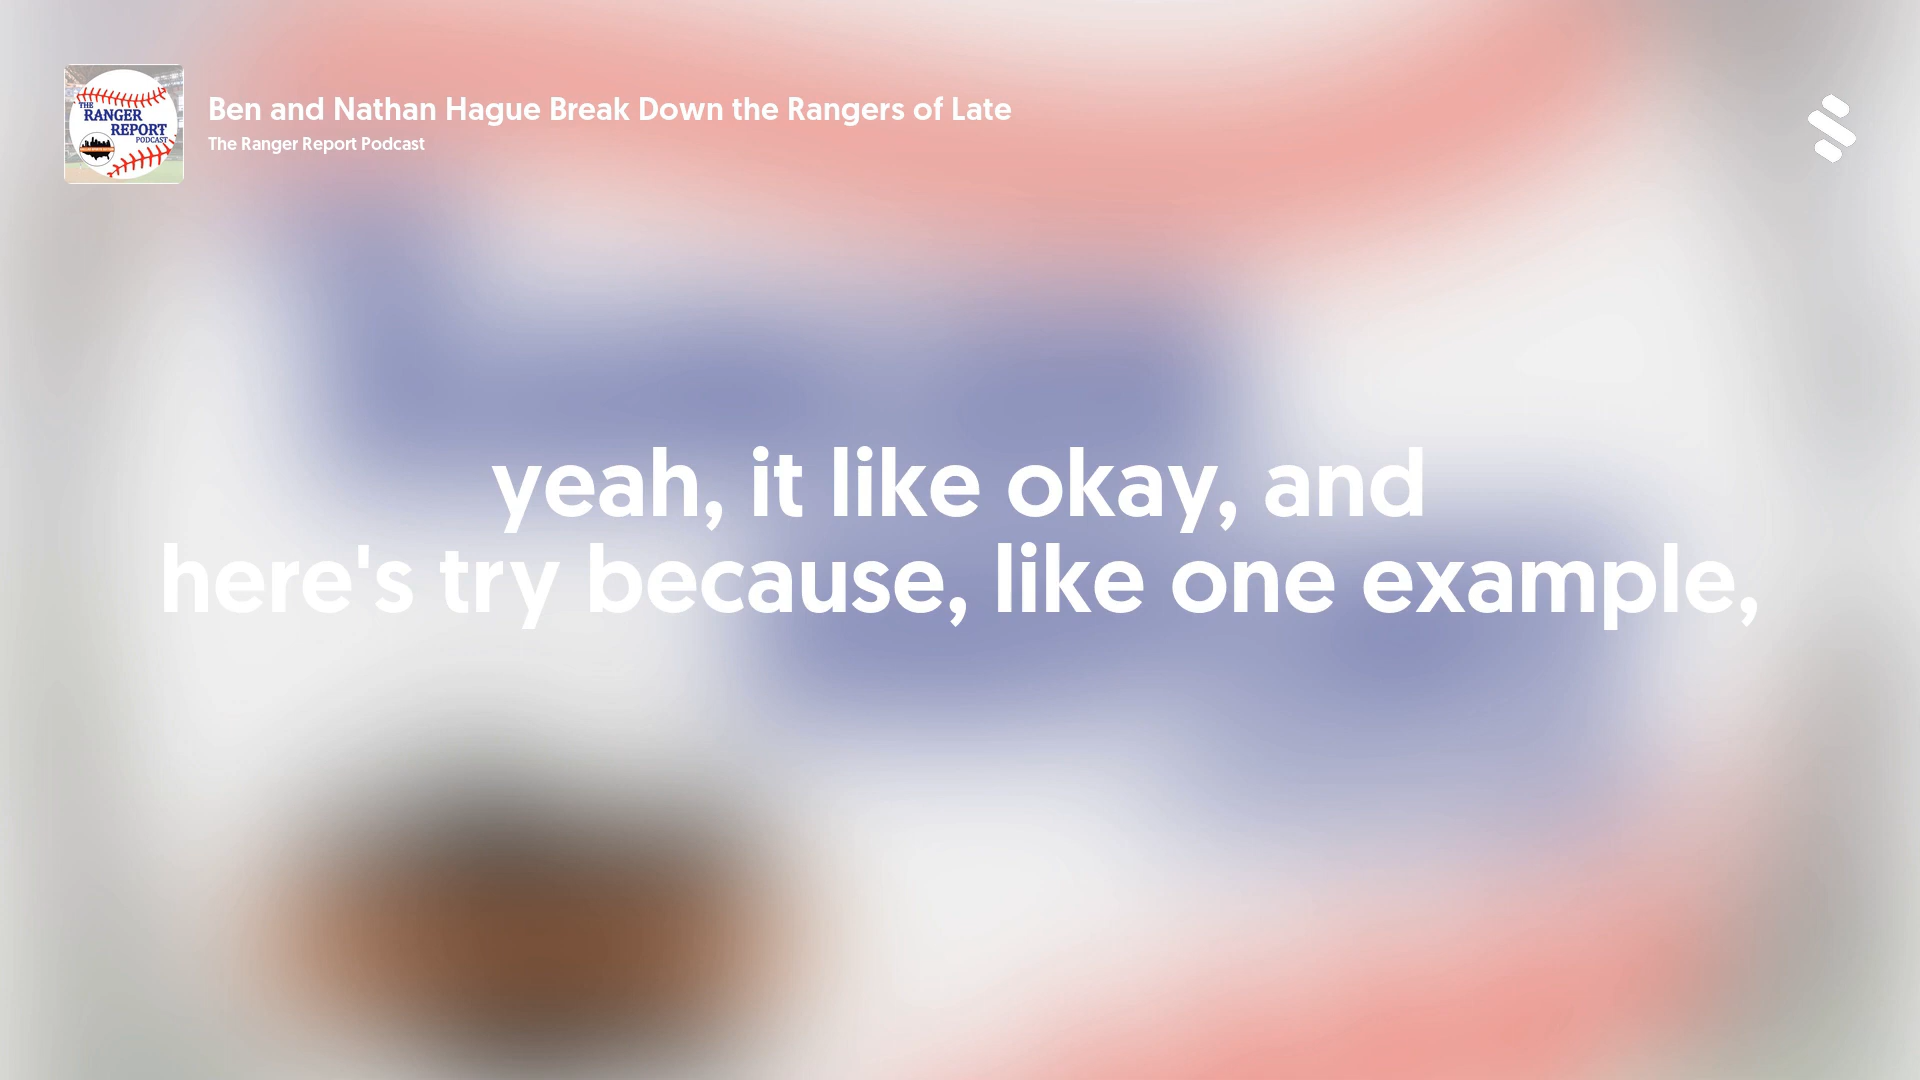 Ben and Nathan Hague Break Down the Rangers of Late
The Ranger Report Podcast
THE
RANGER
REPORT
PODCAST
yeah, it like okay, and
here's try because, like one example,